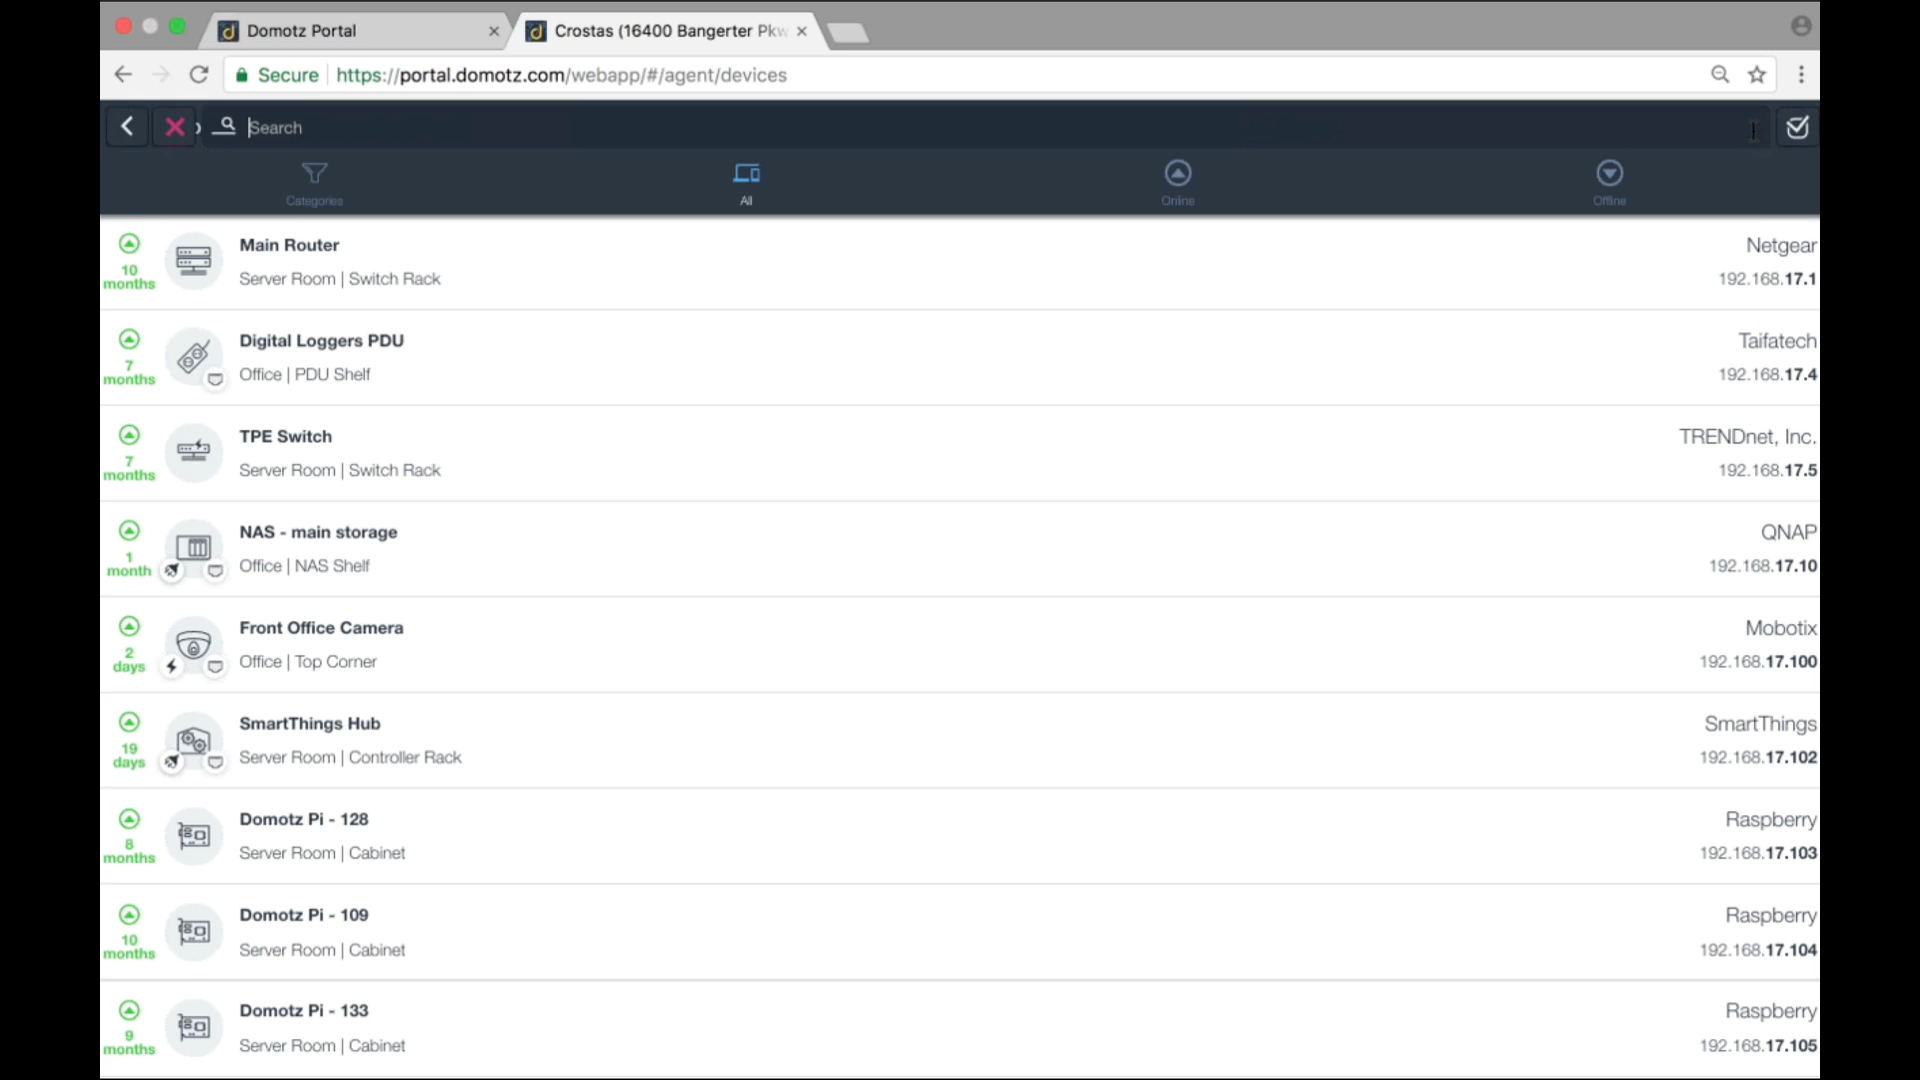 Domotz Portal
Crostas (16400 Bangerter Pkw
Secure https://portal.domotz.com/webapp/#/agent/devices
Search
Categories
All
Online
Offline
10 months
Main Router
Server Room | Switch Rack
Netgear
192.168.17.1
7 months
Digital Loggers PDU
Office | PDU Shelf
Taifatech
192.168.17.4
7 months
TPE Switch
Server Room | Switch Rack
TRENDnet, Inc.
192.168.17.5
1 month
NAS - main storage
Office | NAS Shelf
QNAP
192.168.17.10
2 days
Front Office Camera
Office | Top Corner
Mobotix
192.168.17.100
19 days
SmartThings Hub
Server Room | Controller Rack
SmartThings
192.168.17.102
8 months
Domotz Pi - 128
Server Room | Cabinet
Raspberry
192.168.17.103
10 months
Domotz Pi - 109
Server Room | Cabinet
Raspberry
192.168.17.104
9 months
Domotz Pi - 133
Server Room | Cabinet
Raspberry
192.168.17.105